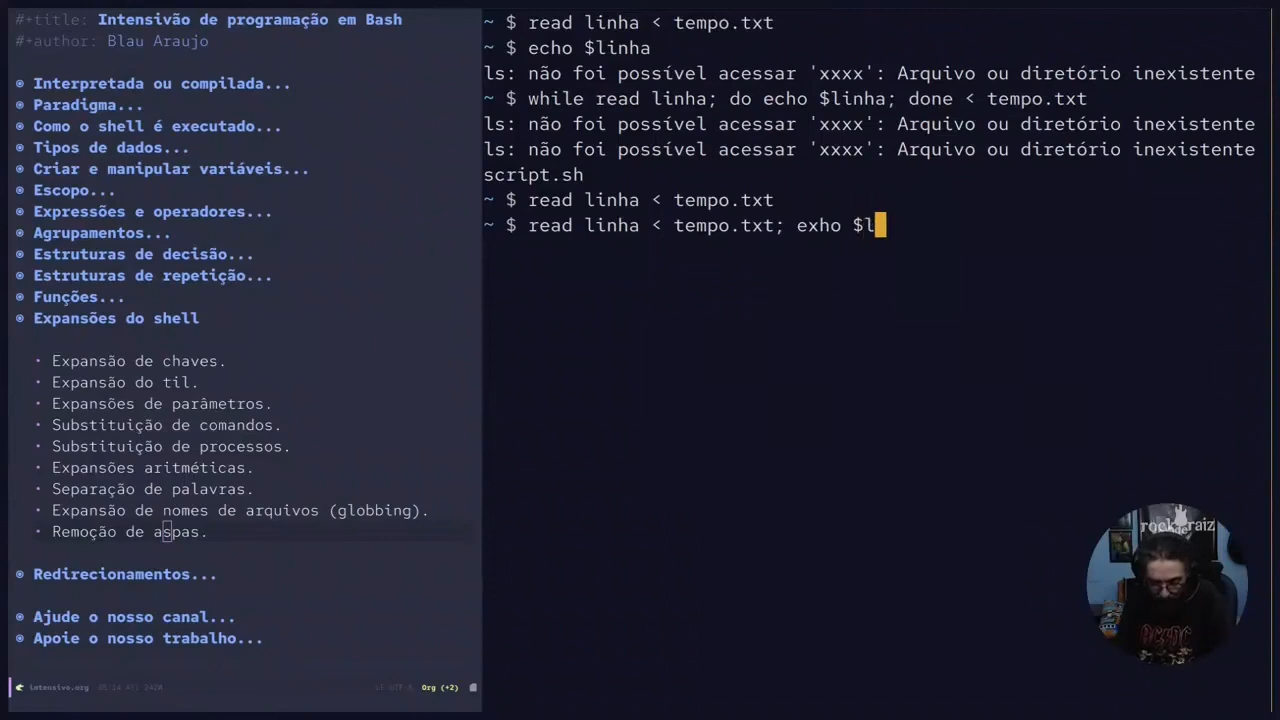 #+title: Intensivão de programação em Bash
#+author: Blau Araujo
Interpretada ou compilada...
Paradigma...
Como o shell é executado...
Tipos de dados...
Criar e manipular variáveis...
Escopo...
Expressões e operadores...
Agrupamentos...
Estruturas de decisão...
Estruturas de repetição...
Funções...
Expansões do shell
Expansão de chaves.
Expansão do til.
Expansões de parâmetros.
Substituição de comandos.
Substituição de processos.
Expansões aritméticas.
Separação de palavras.
Expansão de nomes de arquivos (globbing).
Remoção de aspas.
Redirecionamentos...
Ajude o nosso canal...
Apoie o nosso trabalho...
intensivo.org
Org (+2)
~ $ read linha < tempo.txt
~ $ echo $linha
ls: não foi possível acessar 'xxxx': Arquivo ou diretório inexistente
~ $ while read linha; do echo $linha; done < tempo.txt
ls: não foi possível acessar 'xxxx': Arquivo ou diretório inexistente
ls: não foi possível acessar 'xxxx': Arquivo ou diretório inexistente
script.sh
~ $ read linha < tempo.txt
~ $ read linha < tempo.txt; exho $l
rock raiz